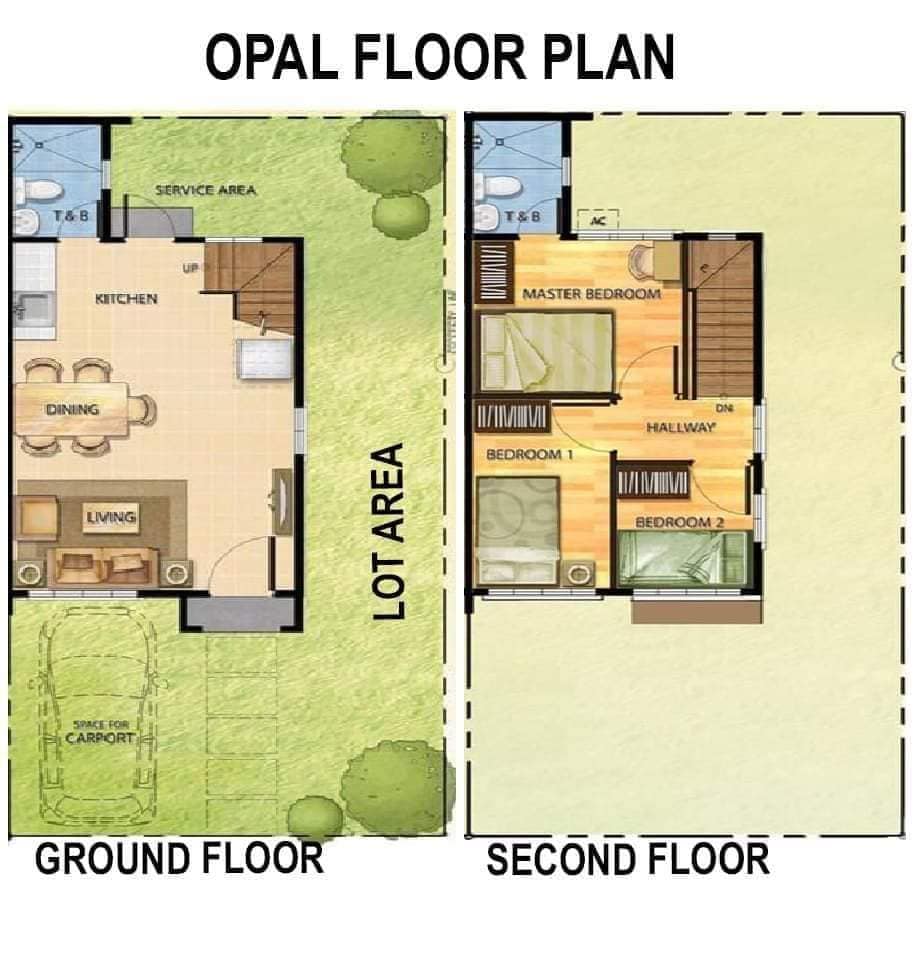 OPAL FLOOR PLAN
SERVICE AREA
T & B
UP
KITCHEN
DINING
LIVING
LOT AREA
SPACE FOR
CARPORT
GROUND FLOOR
T & B
AC
MASTER BEDROOM
DN
HALLWAY
BEDROOM 1
BEDROOM 2
SECOND FLOOR